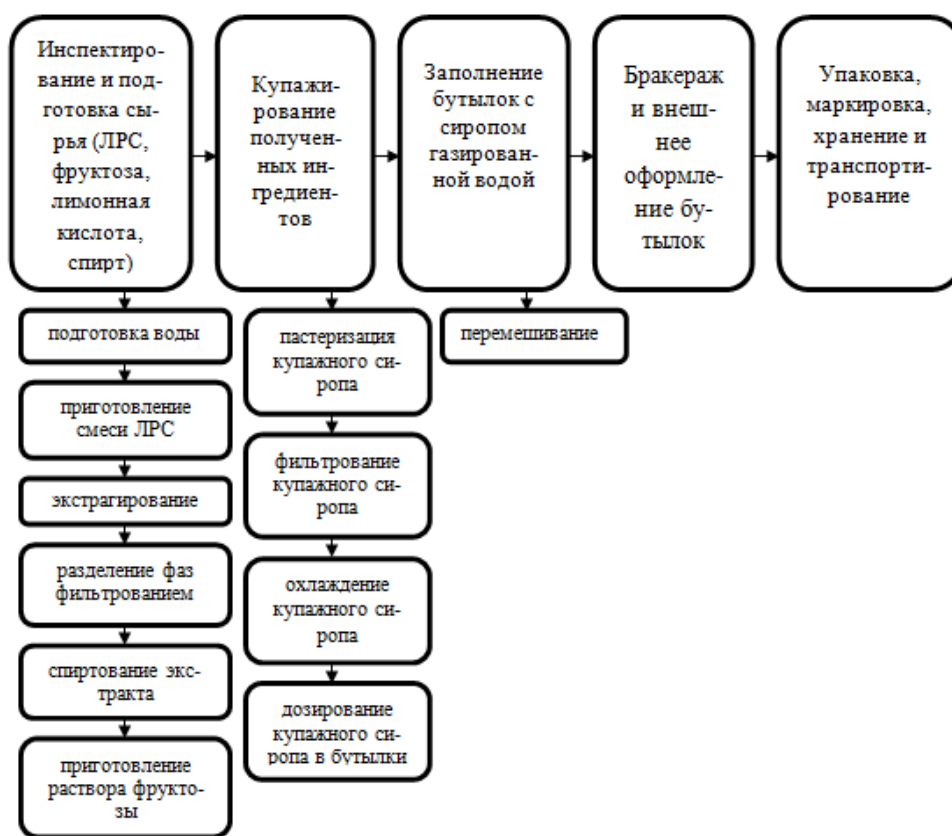 Инспектиро-
вание и под-
готовка сы-
рья (ЛРС,
фруктоза,
лимонная
кислота,
спирт)
Купажи-
рование
получен-
ных ин-
гредиен-
тов
Заполнение
бутылок с
сиропом
газирован-
ной водой
Бракераж
и внеш-
нее
оформле-
ние бу-
тылок
Упаковка,
маркировка,
хранение и
транспорти-
рование
подготовка воды
приготовление
смеси ЛРС
экстрагирование
разделение фаз
фильтрованием
спиртование экс-
тракта
приготовление
раствора фрукто-
зы
пастеризация
купажного си-
ропа
фильтрование
купажного си-
ропа
охлаждение
купажного си-
ропа
дозирование
купажного си-
ропа в бутылки
перемешивание